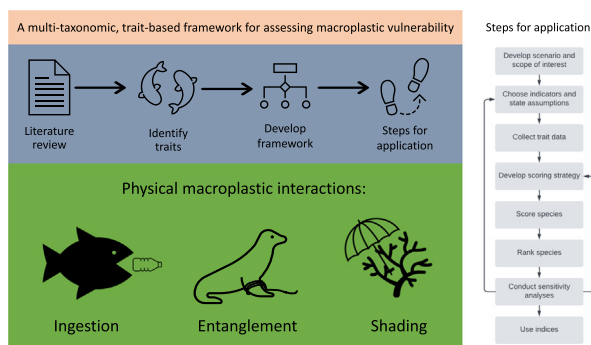 A multi-taxonomic, trait-based framework for assessing macroplastic vulnerability
Literature
review
Identify
traits
Develop
framework
Steps for
application
Physical macroplastic interactions:
Ingestion
Entanglement
Shading
Steps for application
Develop scenario and
scope of interest
Choose indicators and
state assumptions
Collect trait data
Develop scoring strategy
Score species
Rank species
Conduct sensitivity
analyses
Use indices